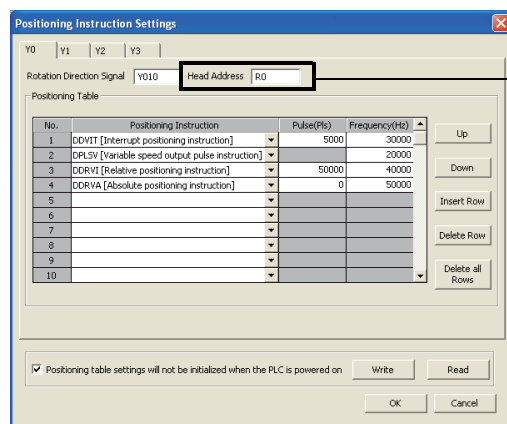 Positioning Instruction Settings
Y0 Y1 Y2 Y3
Rotation Direction Signal Y010 Head Address R0
Positioning Table
No. Positioning Instruction Pulse(Pls) Frequency(Hz)
1 DDVIT [Interrupt positioning instruction] 5000 30000
2 DPLSV [Variable speed output pulse instruction] 20000
3 DDRVI [Relative positioning instruction] 50000 40000
4 DDRVA [Absolute positioning instruction] 0 50000
5
6
7
8
9
10
Up
Down
Insert Row
Delete Row
Delete all
Rows
Positioning table settings will not be initialized when the PLC is powered on Write Read
OK Cancel